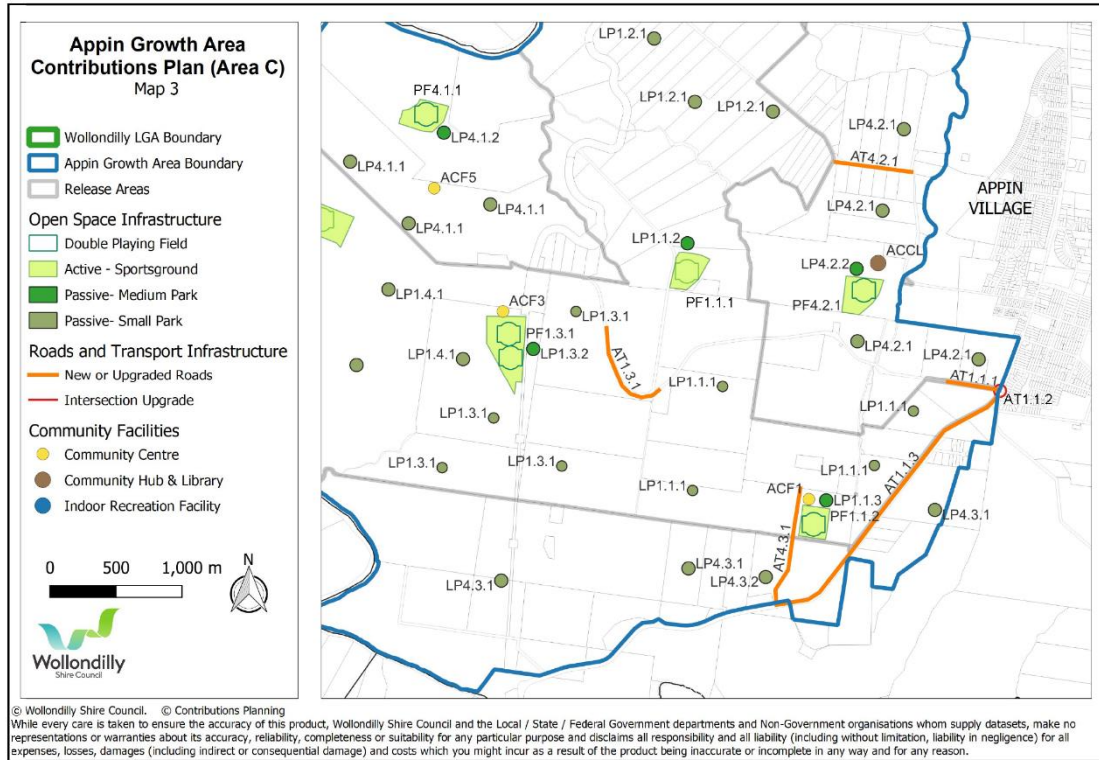 Appin Growth Area
Contributions Plan (Area C)
Map 3
Wollondilly LGA Boundary
Appin Growth Area Boundary
Release Areas
Open Space Infrastructure
Double Playing Field
Active - Sportsground
Passive- Medium Park
Passive- Small Park
Roads and Transport Infrastructure
New or Upgraded Roads
Intersection Upgrade
Community Facilities
Community Centre
Community Hub & Library
Indoor Recreation Facility
0 500 1,000 m
N
Wollondilly
Shire Council
LP1.2.1
PF4.1.1
LP1.2.1
LP1.2.1
LP4.1.2
LP4.2.1
LP4.1.1
AT4.2.1
ACF5
APPIN
VILLAGE
LP4.1.1
LP4.2.1
LP4.1.1
LP1.1.2
ACCL
LP4.2.2
PF1.1.1
PF4.2.1
LP1.4.1
ACF3
LP1.3.1
PF1.3.1
LP1.3.2
LP1.4.1
AT1.3.1
LP4.2.1
LP4.2.1
LP1.1.1
AT1.1.1
AT1.1.2
LP1.3.1
LP1.1.1
LP1.3.1
LP1.3.1
LP1.1.1
AT1.1.3
LP1.1.1
ACF1
LP1.1.3
PF1.1.2
LP4.3.1
AT4.3.1
LP4.3.1
LP4.3.1
LP4.3.2
© Wollondilly Shire Council. © Contributions Planning
While every care is taken to ensure the accuracy of this product, Wollondilly Shire Council and the Local / State / Federal Government departments and Non-Government organisations whom supply datasets, make no
representations or warranties about its accuracy, reliability, completeness or suitability for any particular purpose and disclaims all responsibility and all liability (including without limitation, liability in negligence) for all
expenses, losses, damages (including indirect or consequential damage) and costs which you might incur as a result of the product being inaccurate or incomplete in any way and for any reason.